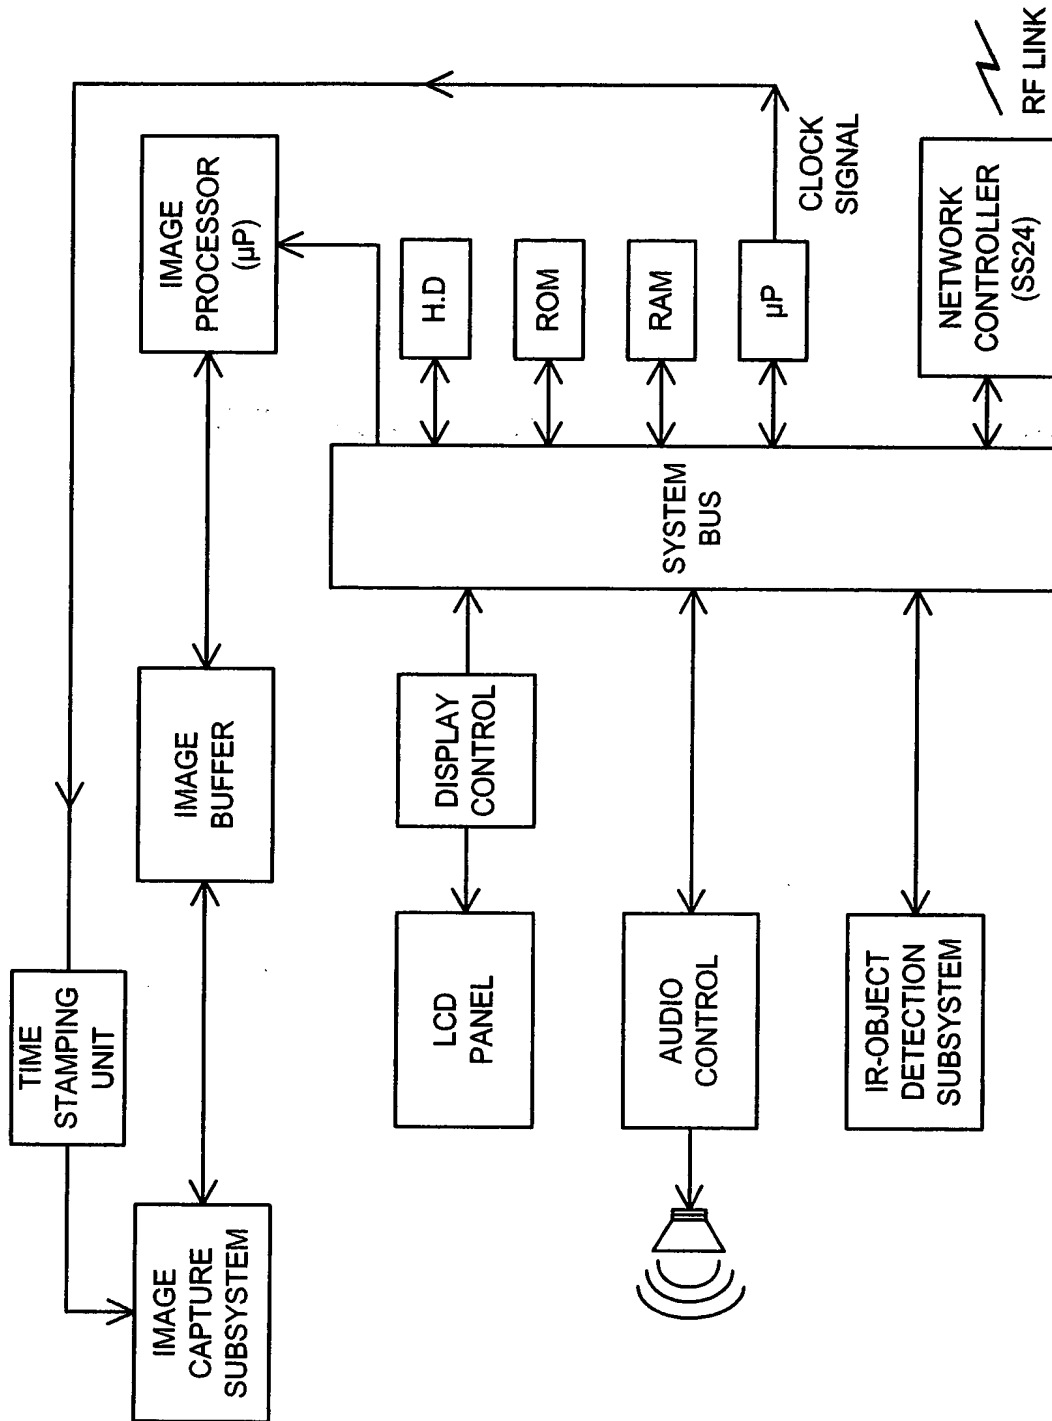 TIME
STAMPING
UNIT
IMAGE
CAPTURE
SUBSYSTEM
IMAGE
BUFFER
IMAGE
PROCESSOR
(µP)
LCD
PANEL
DISPLAY
CONTROL
H.D
ROM
RAM
µP
CLOCK
SIGNAL
SYSTEM
BUS
AUDIO
CONTROL
IR-OBJECT
DETECTION
SUBSYSTEM
NETWORK
CONTROLLER
(SS24)
RF LINK